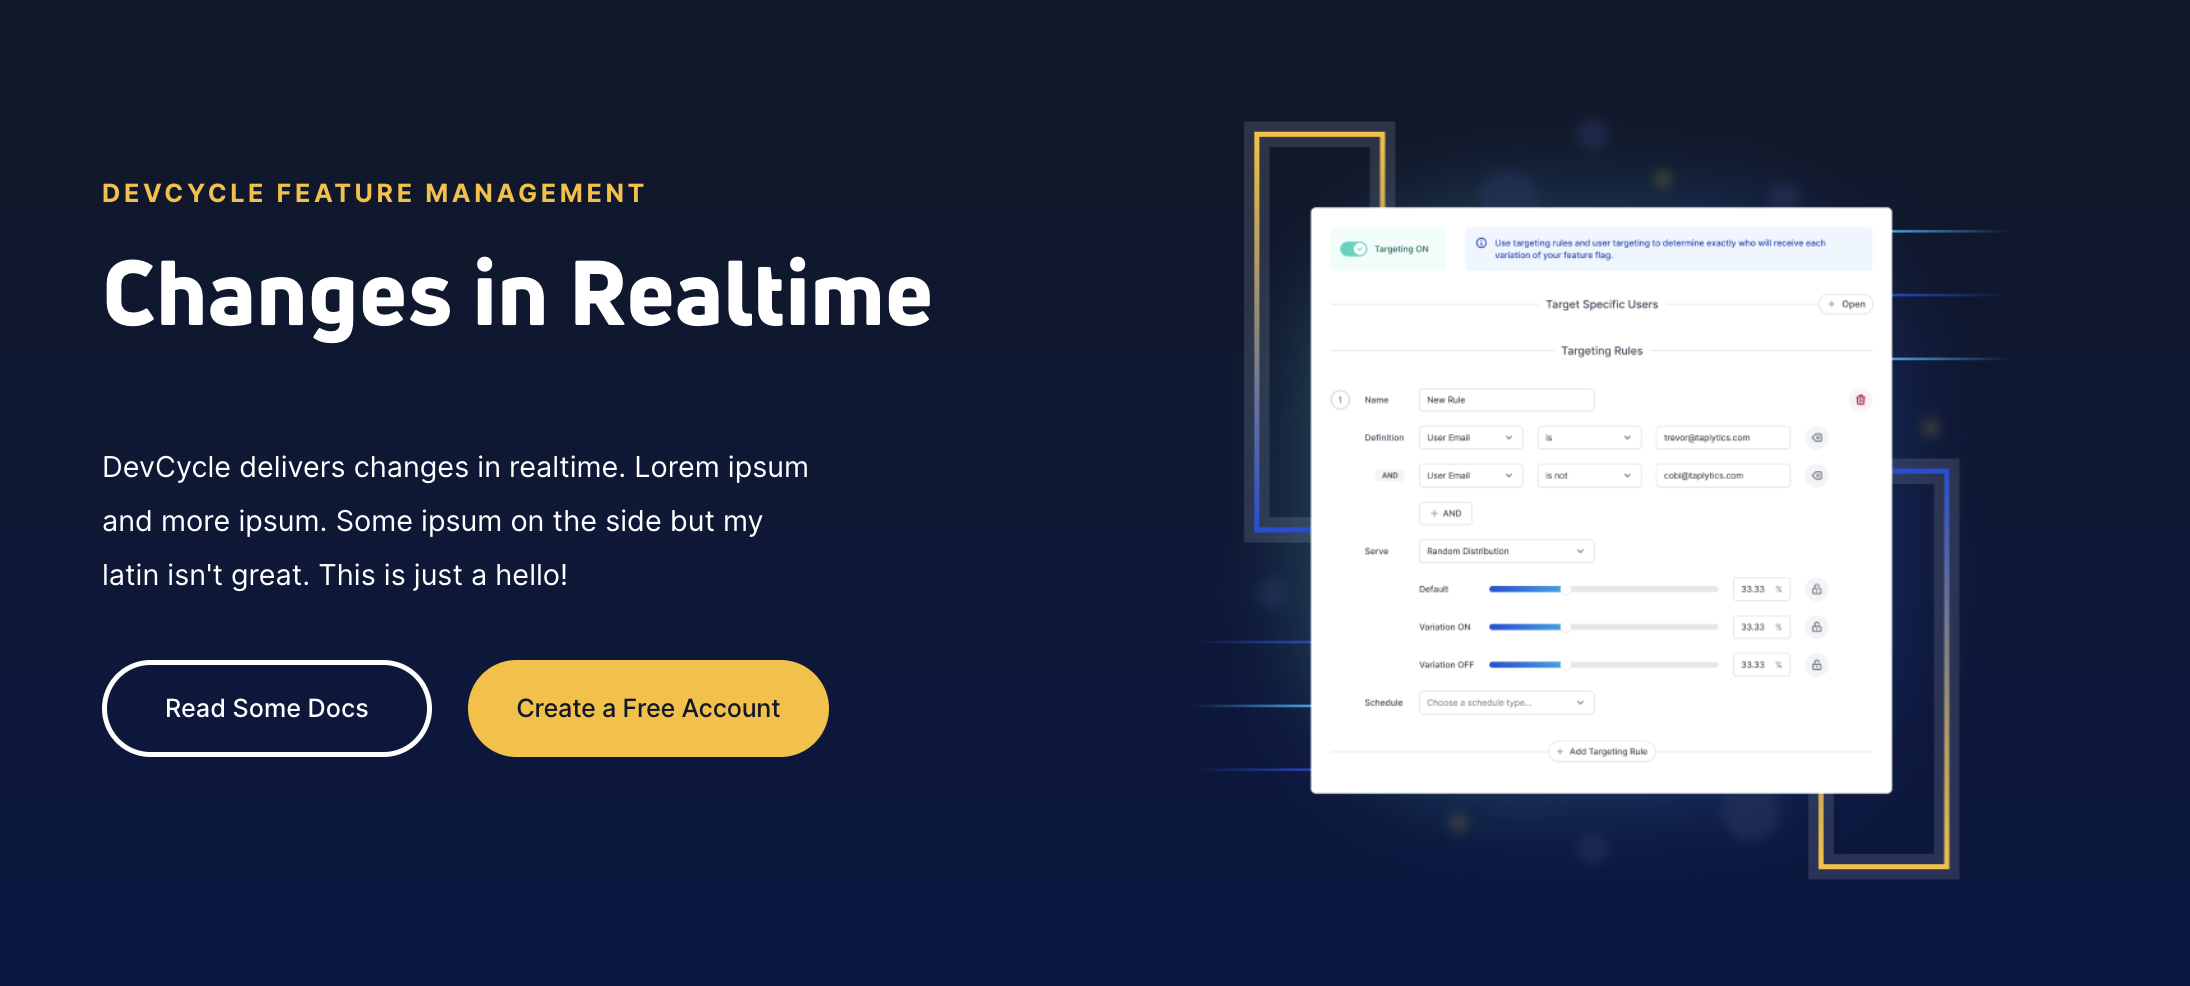 DEVCYCLE FEATURE MANAGEMENT
Changes in Realtime
DevCycle delivers changes in realtime. Lorem ipsum
and more ipsum. Some ipsum on the side but my
latin isn't great. This is just a hello!
Read Some Docs
Create a Free Account
Targeting ON
Use targeting rules and user targeting to determine exactly who will receive each
variation of your feature flag.
Target Specific Users
+ Open
Targeting Rules
1 Name New Rule
Definition User Email is trevor@taplytics.com
AND User Email is not cobi@taplytics.com
+ AND
Serve Random Distribution
Default 33.33 %
Variation ON 33.33 %
Variation OFF 33.33 %
Schedule Choose a schedule type...
+ Add Targeting Rule